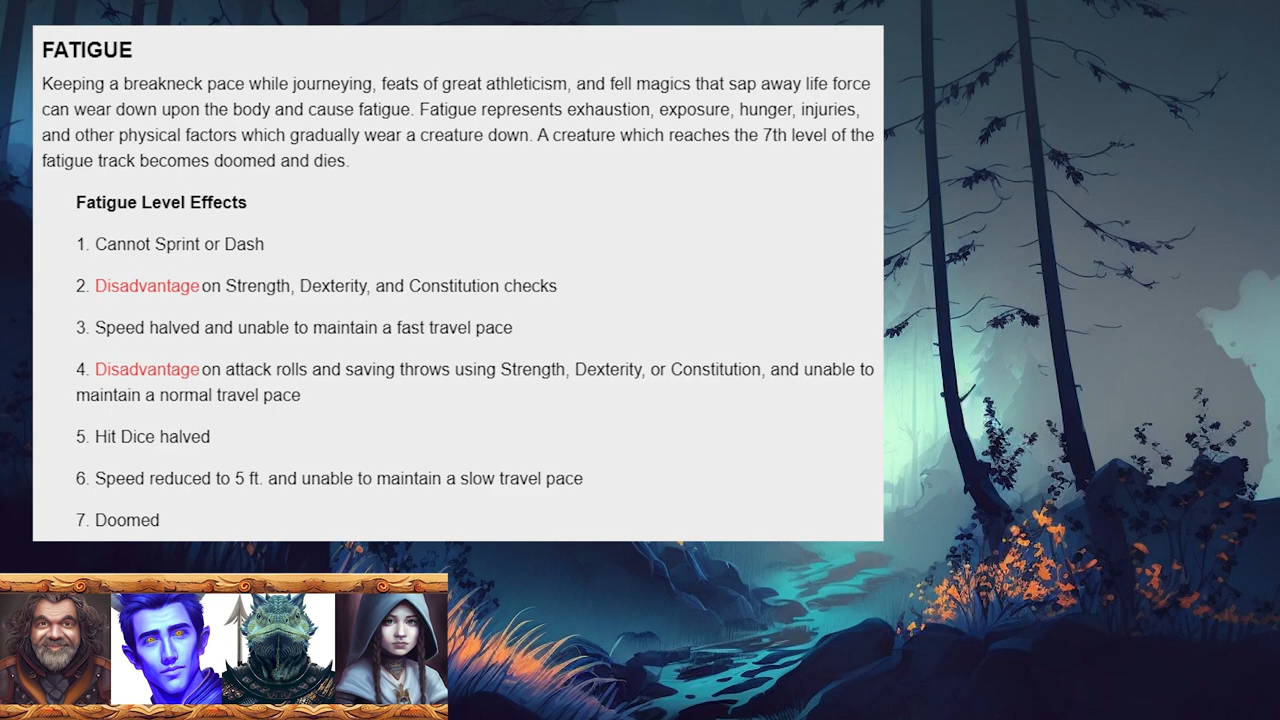 FATIGUE
Keeping a breakneck pace while journeying, feats of great athleticism, and fell magics that sap away life force
can wear down upon the body and cause fatigue. Fatigue represents exhaustion, exposure, hunger, injuries,
and other physical factors which gradually wear a creature down. A creature which reaches the 7th level of the
fatigue track becomes doomed and dies.
Fatigue Level Effects
1. Cannot Sprint or Dash
2. Disadvantage on Strength, Dexterity, and Constitution checks
3. Speed halved and unable to maintain a fast travel pace
4. Disadvantage on attack rolls and saving throws using Strength, Dexterity, or Constitution, and unable to
maintain a normal travel pace
5. Hit Dice halved
6. Speed reduced to 5 ft. and unable to maintain a slow travel pace
7. Doomed